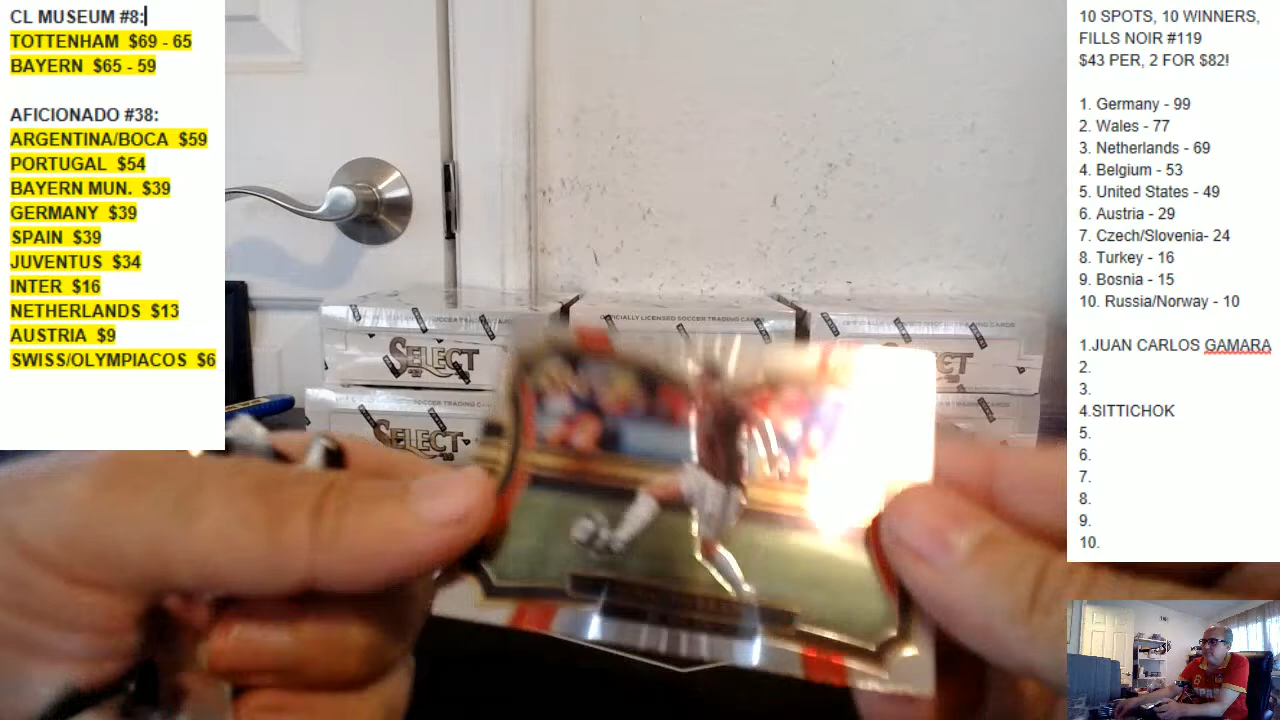 CL MUSEUM #8:
TOTTENHAM $69 - 65
BAYERN $65 - 59
AFICIONADO #38:
ARGENTINA/BOCA $59
PORTUGAL $54
BAYERN MUN. $39
GERMANY $39
SPAIN $39
JUVENTUS $34
INTER $16
NETHERLANDS $13
AUSTRIA $9
SWISS/OLYMPIACOS $6
OFFICIALLY LICENSED SOCCER TRADING CARDS
SELECT
SELECT
10 SPOTS, 10 WINNERS,
FILLS NOIR #119
$43 PER, 2 FOR $82!
1. Germany - 99
2. Wales - 77
3. Netherlands - 69
4. Belgium - 53
5. United States - 49
6. Austria - 29
7. Czech/Slovenia- 24
8. Turkey - 16
9. Bosnia - 15
10. Russia/Norway - 10
1.JUAN CARLOS GAMARA
2.
3.
4.SITTICHOK
5.
6.
7.
8.
9.
10.